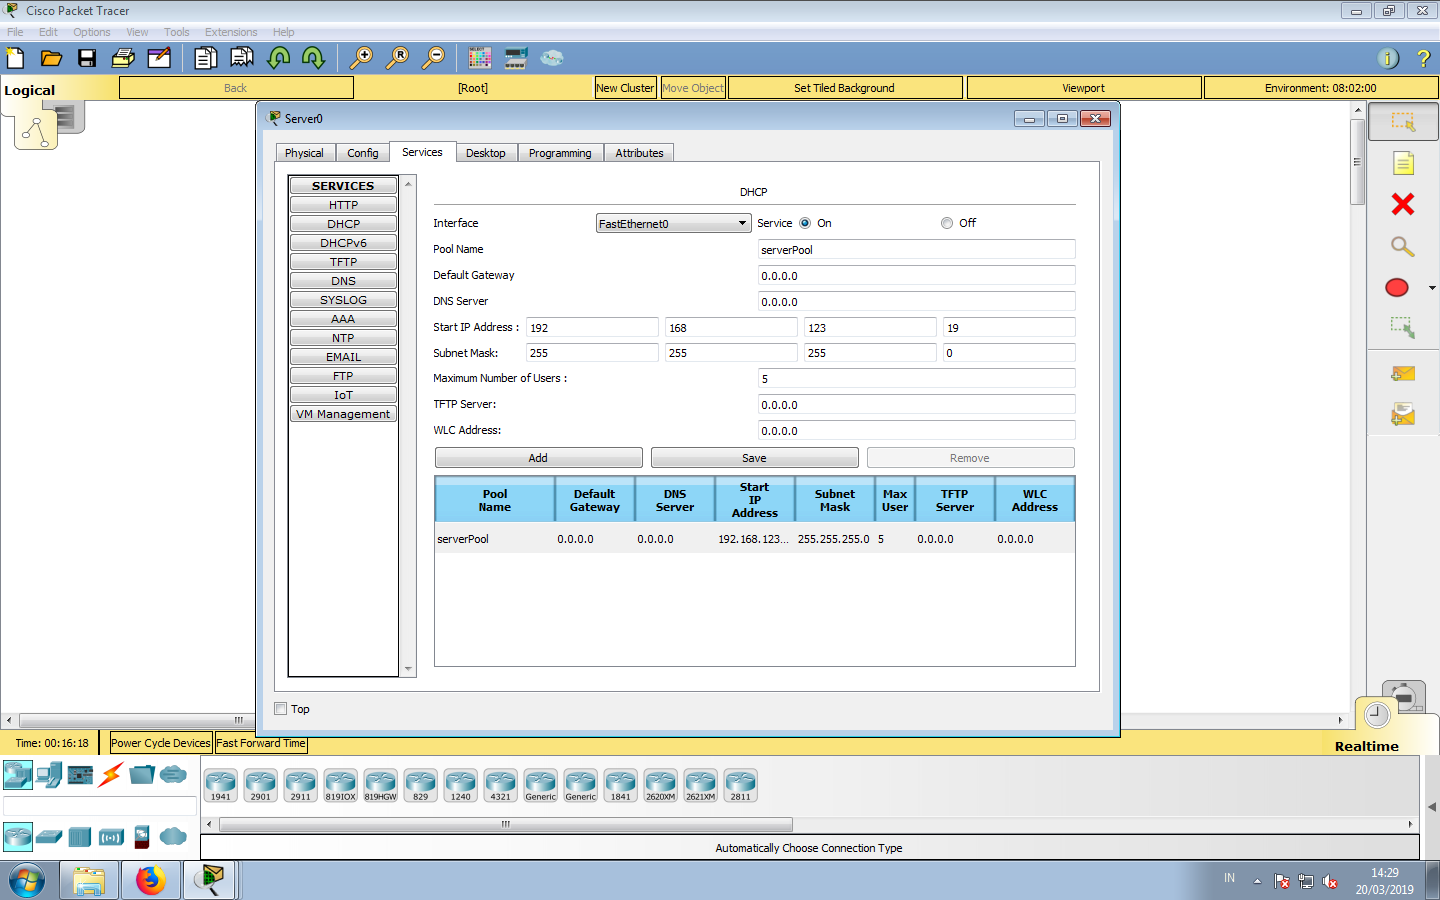 Cisco Packet Tracer
File Edit Options View Tools Extensions Help
Logical
Back
[Root]
New Cluster
Move Object
Set Tiled Background
Viewport
Environment: 08:02:00
Server0
Physical Config Services Desktop Programming Attributes
SERVICES
HTTP
DHCP
DHCPv6
TFTP
DNS
SYSLOG
AAA
NTP
EMAIL
FTP
IoT
VM Management
DHCP
Interface FastEthernet0 Service On Off
Pool Name serverPool
Default Gateway 0.0.0.0
DNS Server 0.0.0.0
Start IP Address : 192 168 123 19
Subnet Mask: 255 255 255 0
Maximum Number of Users : 5
TFTP Server: 0.0.0.0
WLC Address: 0.0.0.0
Add Save Remove
Pool Name Default Gateway DNS Server Start IP Address Subnet Mask Max User TFTP Server WLC Address
serverPool 0.0.0.0 0.0.0.0 192.168.123... 255.255.255.0 5 0.0.0.0 0.0.0.0
Top
Time: 00:16:18 Power Cycle Devices Fast Forward Time
Realtime
1941 2901 2911 819IOX 819HGW 829 1240 4321 Generic Generic 1841 2620XM 2621XM 2811
Automatically Choose Connection Type
IN
14:29
20/03/2019